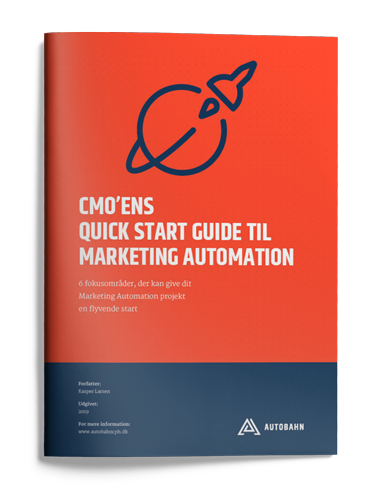 CMO'ENS
QUICK START GUIDE TIL
MARKETING AUTOMATION
6 fokusområder, der kan give dit
Marketing Automation projekt
en flyvende start
Forfatter:
Kasper Larsen
Udgivet:
2019
For mere information:
www.autobahncph.dk
AUTOBAHN